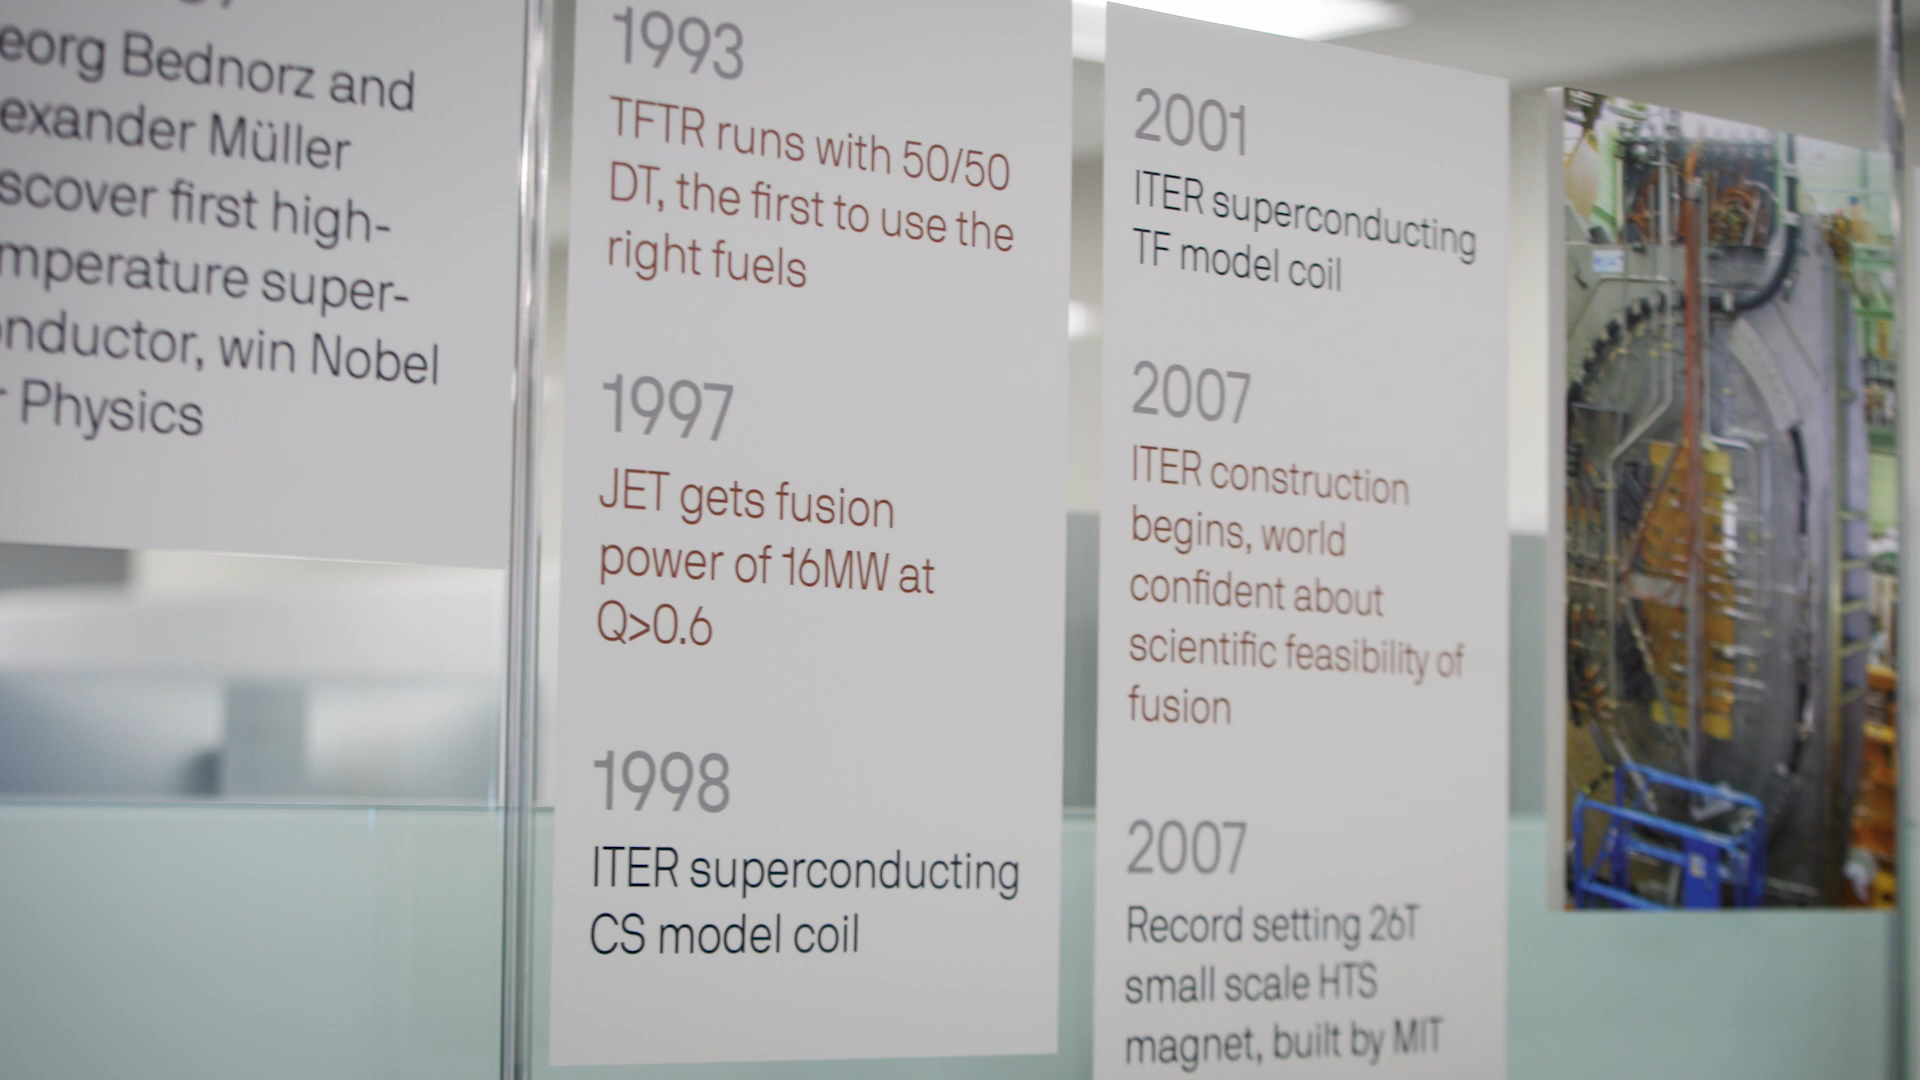 eorg Bednorz and
exander Müller
scover first high-
mperature super-
onductor, win Nobel
r Physics
1993
TFTR runs with 50/50
DT, the first to use the
right fuels
1997
JET gets fusion
power of 16MW at
Q>0.6
1998
ITER superconducting
CS model coil
2001
ITER superconducting
TF model coil
2007
ITER construction
begins, world
confident about
scientific feasibility of
fusion
2007
Record setting 26T
small scale HTS
magnet, built by MIT